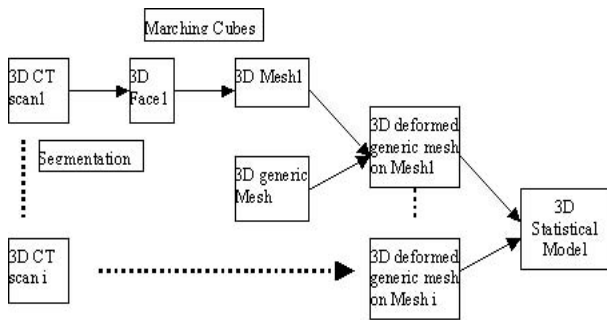 Marching Cubes
3D CT
scan1
3D
Face1
3D Mesh1
Segmentation
3D generic
Mesh
3D deformed
generic mesh
on Mesh1
3D
Statistical
Model
3D CT
scan i
3D deformed
generic mesh
on Mesh i